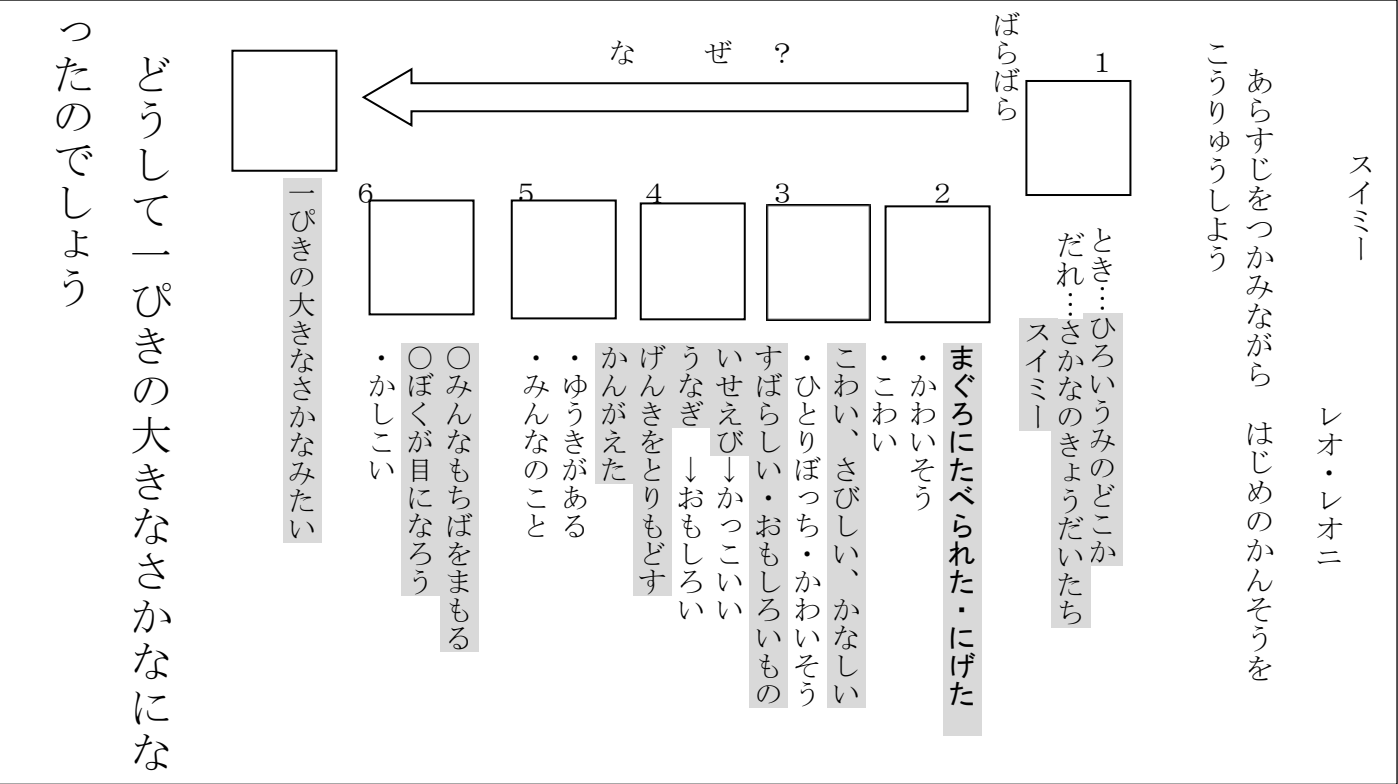 スイミー
レオ・レオニ
あらすじをつかみながら　はじめのかんそうを
こうりゅうしよう
1
とき…ひろいうみのどこか
だれ…さかなのきょうだいたち
スイミー
ばらばら
なぜ？
2
まぐろにたべられた・にげた
・かわいそう
・こわい
3
こわい、さびしい、かなしい
・ひとりぼっち・かわいそう
4
すばらしい・おもしろいもの
いせえび→かっこいい
うなぎ　→おもしろい
げんきをとりもどす
5
かんがえた
・ゆうきがある
・みんなのこと
6
〇みんなもちばをまもる
〇ぼくが目になろう
・かしこい
一ぴきの大きなさかなみたい
どうして一ぴきの大きなさかなにな
ったのでしょう